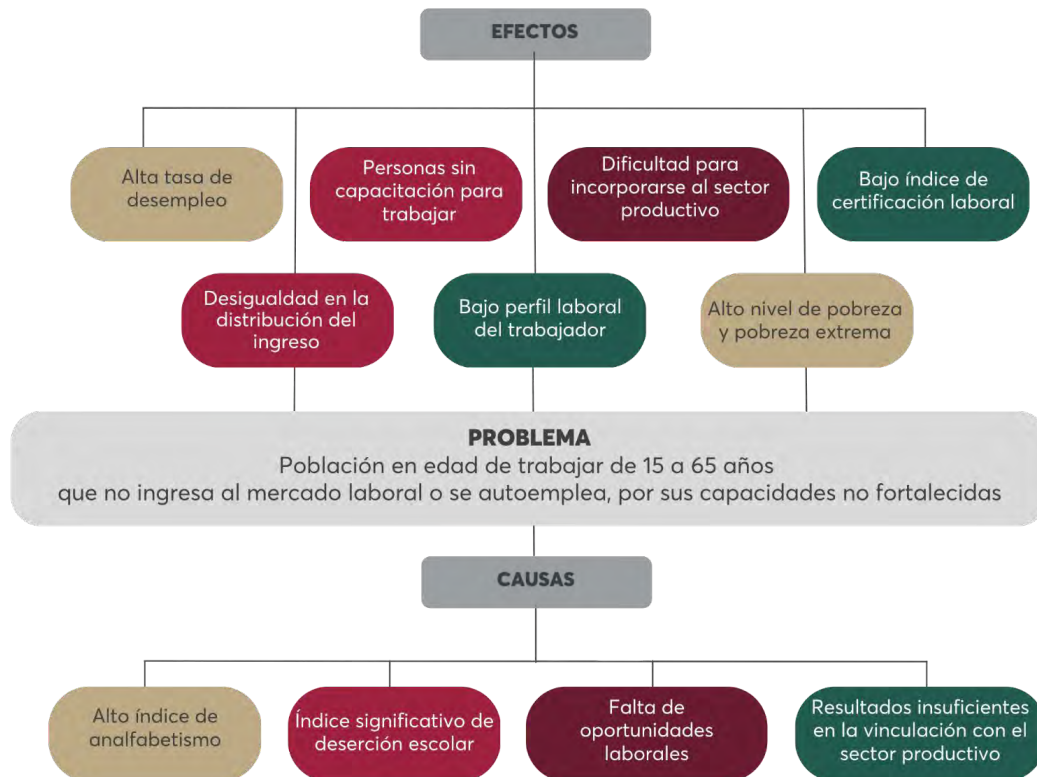 EFECTOS
Alta tasa de
desempleo
Personas sin
capacitación para
trabajar
Dificultad para
incorporarse al sector
productivo
Bajo índice de
certificación laboral
Desigualdad en la
distribución del
ingreso
Bajo perfil laboral
del trabajador
Alto nivel de pobreza
y pobreza extrema
PROBLEMA
Población en edad de trabajar de 15 a 65 años
que no ingresa al mercado laboral o se autoemplea, por sus capacidades no fortalecidas
CAUSAS
Alto índice de
analfabetismo
Índice significativo de
deserción escolar
Falta de
oportunidades
laborales
Resultados insuficientes
en la vinculación con el
sector productivo